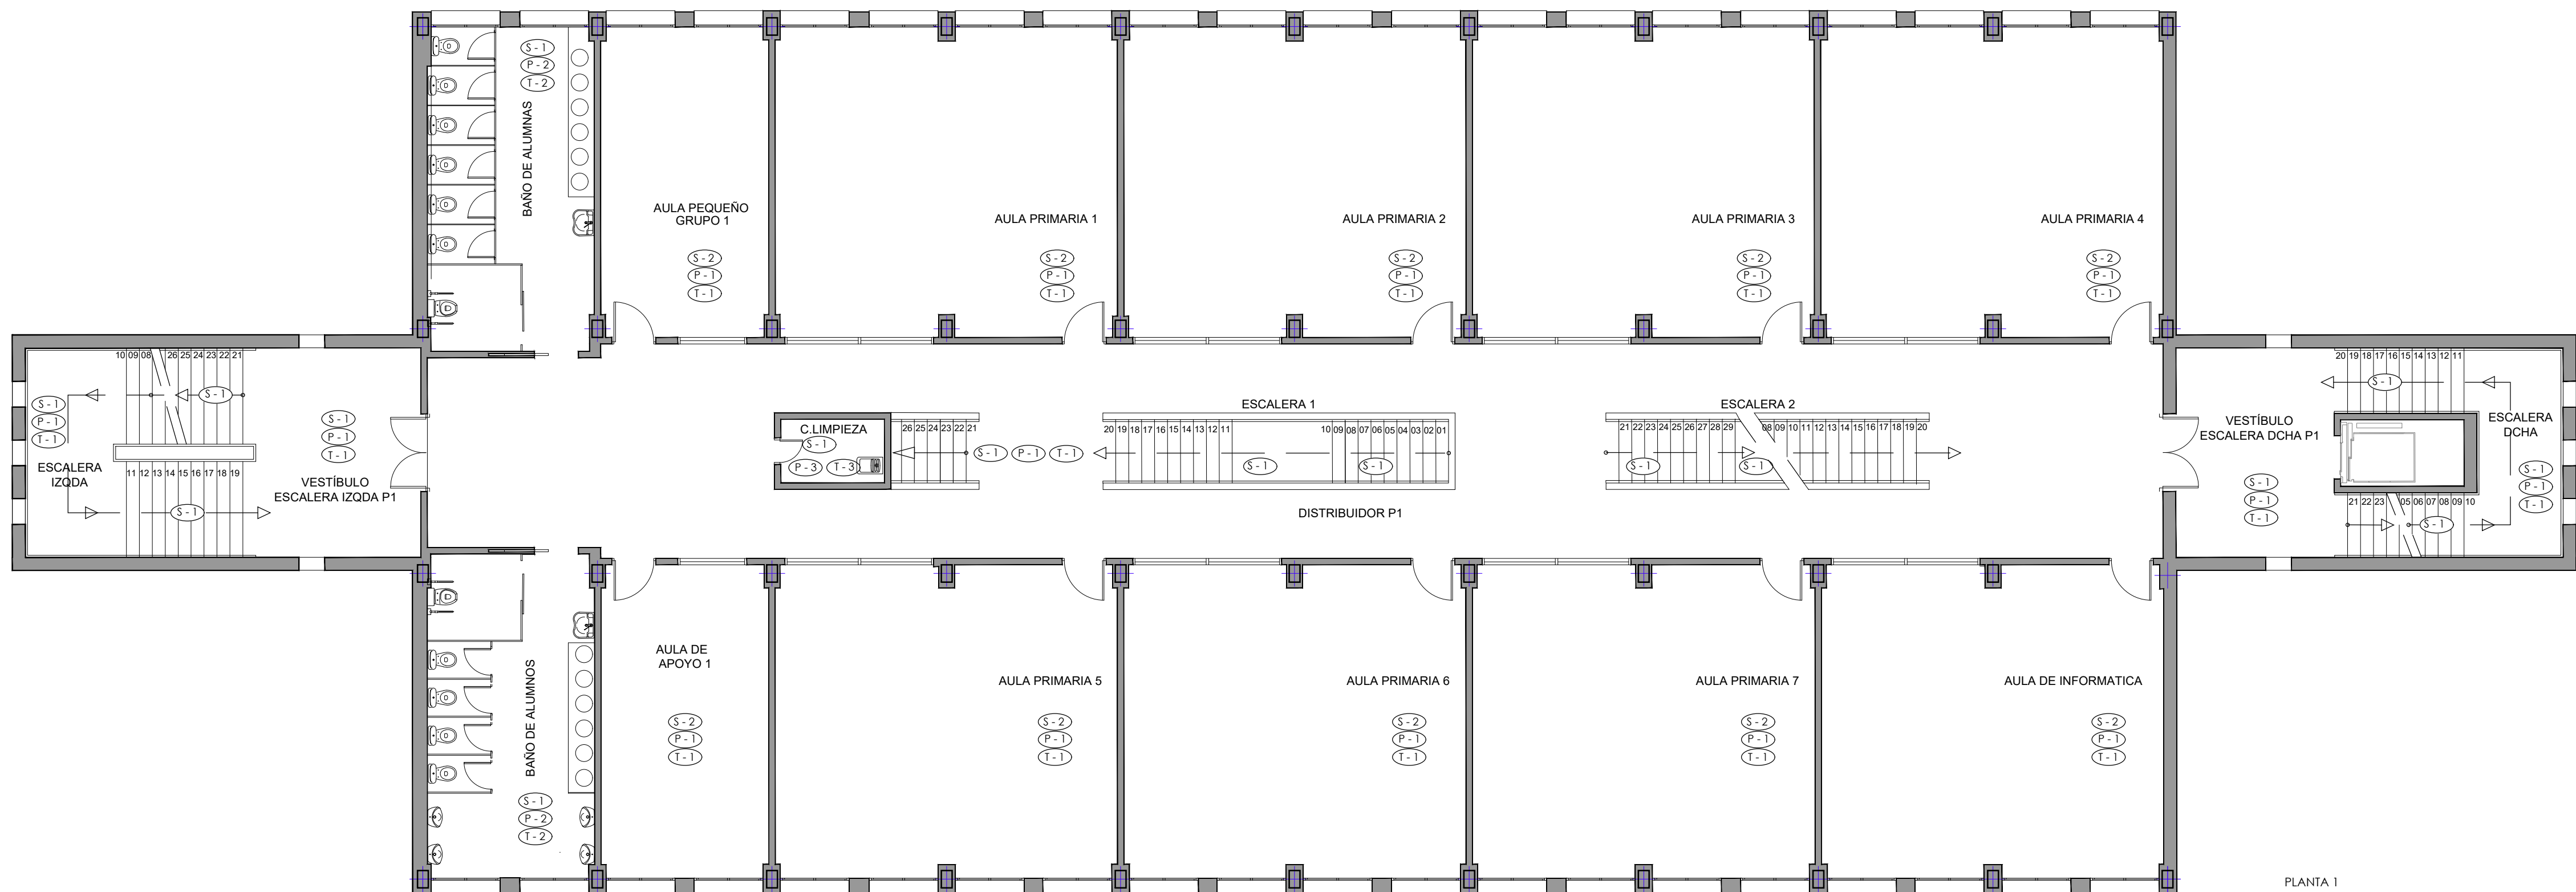 S - 1
P - 2
T - 2
BAÑO DE ALUMNAS
AULA PEQUEÑO
GRUPO 1
S - 2
P - 1
T - 1
AULA PRIMARIA 1
S - 2
P - 1
T - 1
AULA PRIMARIA 2
S - 2
P - 1
T - 1
AULA PRIMARIA 3
S - 2
P - 1
T - 1
AULA PRIMARIA 4
S - 2
P - 1
T - 1
10 09 08 26 25 24 23 22 21
S - 1
S - 1
P - 1
T - 1
ESCALERA
IZQDA
11 12 13 14 15 16 17 18 19
S - 1
S - 1
P - 1
T - 1
VESTÍBULO
ESCALERA IZQDA P1
C.LIMPIEZA
S - 1
P - 3 T - 3
26 25 24 23 22 21
S - 1 P - 1 T - 1
ESCALERA 1
20 19 18 17 16 15 14 13 12 11
10 09 08 07 06 05 04 03 02 01
S - 1
S - 1
DISTRIBUIDOR P1
ESCALERA 2
21 22 23 24 25 26 27 28 29
08 09 10 11 12 13 14 15 16 17 18 19 20
S - 1
S - 1
VESTÍBULO
ESCALERA DCHA P1
S - 1
P - 1
T - 1
20 19 18 17 16 15 14 13 12 11
S - 1
ESCALERA
DCHA
S - 1
P - 1
T - 1
21 22 23 05 06 07 08 09 10
S - 1
BAÑO DE ALUMNOS
S - 1
P - 2
T - 2
AULA DE
APOYO 1
S - 2
P - 1
T - 1
AULA PRIMARIA 5
S - 2
P - 1
T - 1
AULA PRIMARIA 6
S - 2
P - 1
T - 1
AULA PRIMARIA 7
S - 2
P - 1
T - 1
AULA DE INFORMATICA
S - 2
P - 1
T - 1
PLANTA 1